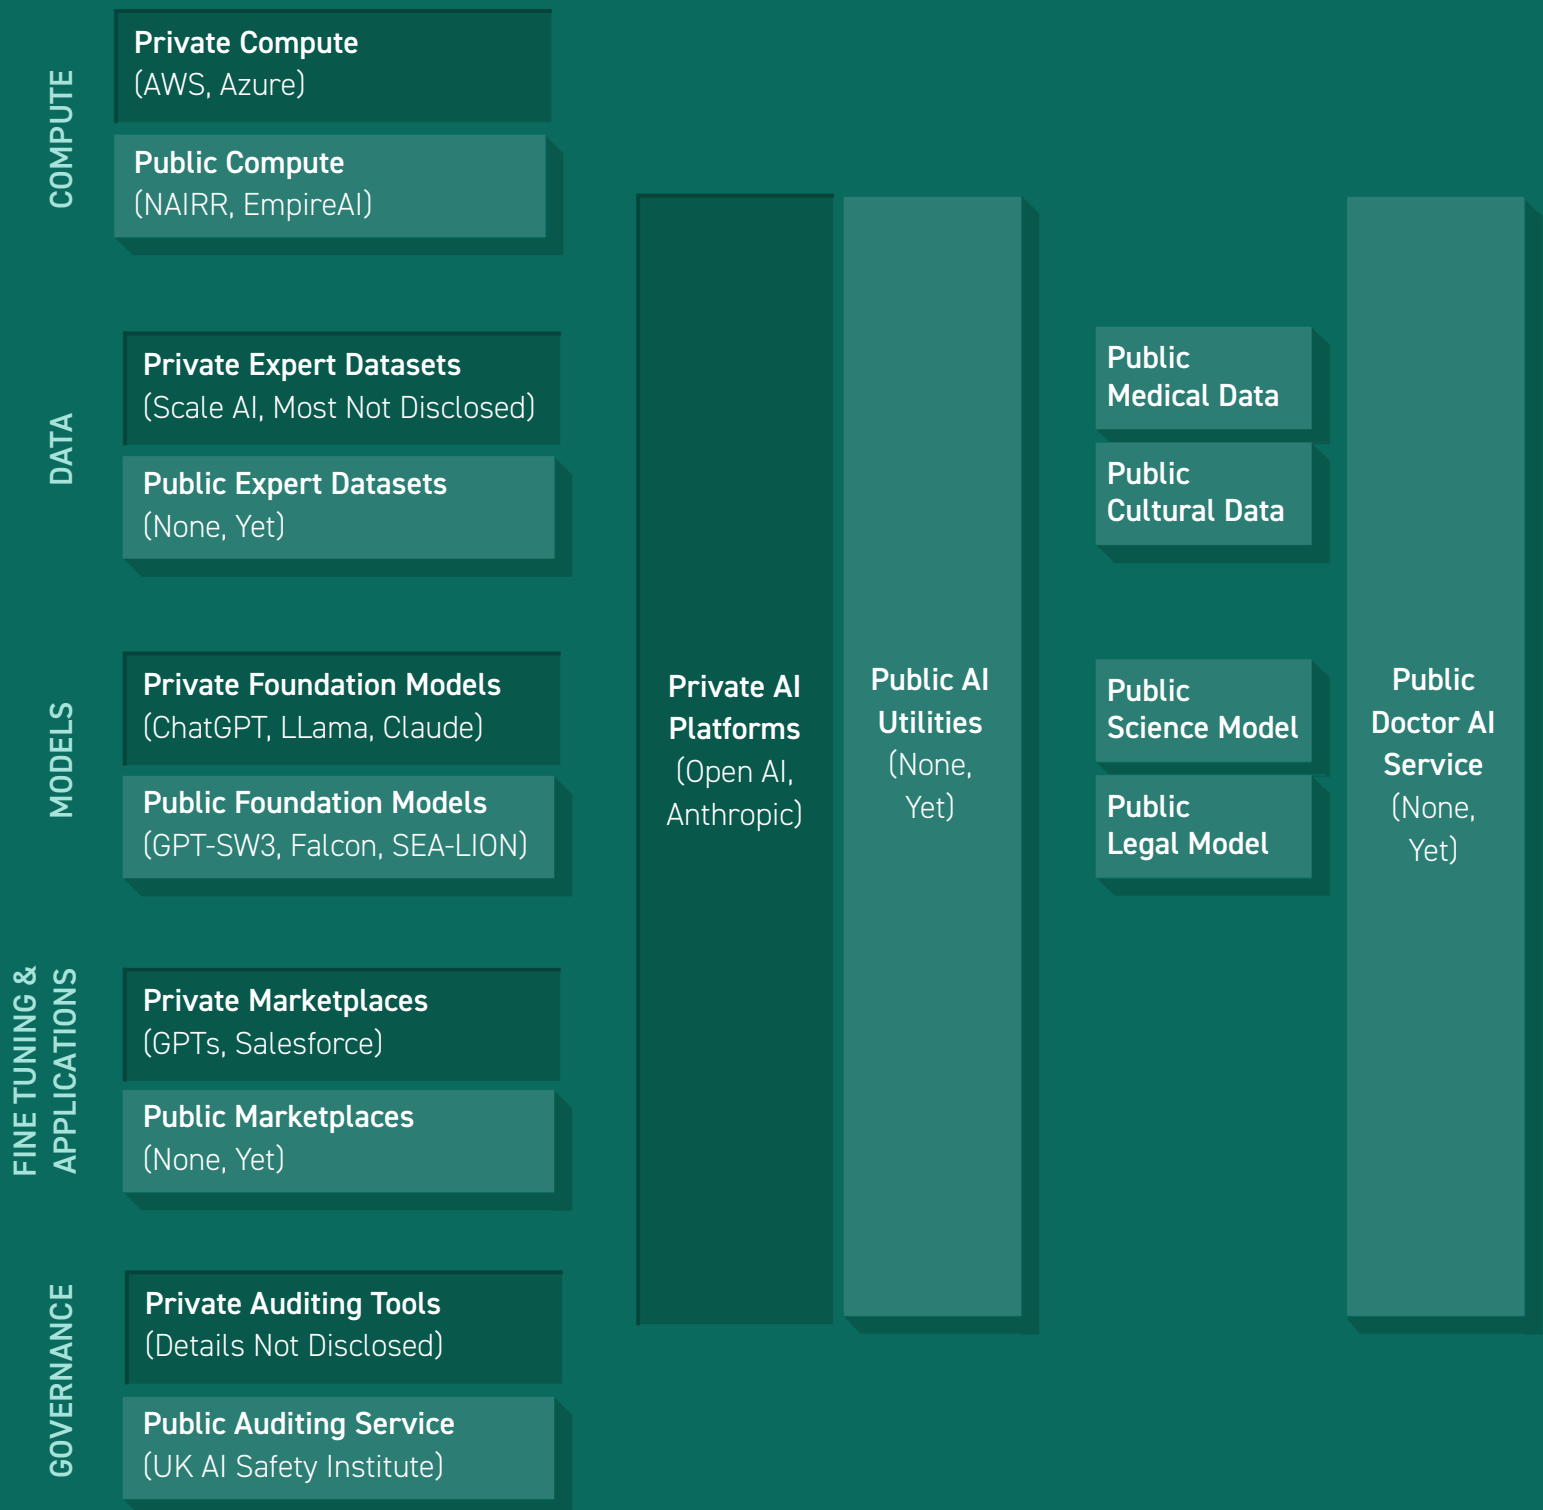 COMPUTE
Private Compute
(AWS, Azure)
Public Compute
(NAIRR, EmpireAI)
DATA
Private Expert Datasets
(Scale AI, Most Not Disclosed)
Public Expert Datasets
(None, Yet)
MODELS
Private Foundation Models
(ChatGPT, LLama, Claude)
Public Foundation Models
(GPT-SW3, Falcon, SEA-LION)
FINE TUNING &
APPLICATIONS
Private Marketplaces
(GPTs, Salesforce)
Public Marketplaces
(None, Yet)
GOVERNANCE
Private Auditing Tools
(Details Not Disclosed)
Public Auditing Service
(UK AI Safety Institute)
Private AI
Platforms
(Open AI,
Anthropic)
Public AI
Utilities
(None,
Yet)
Public
Medical Data
Public
Cultural Data
Public
Science Model
Public
Legal Model
Public
Doctor AI
Service
(None,
Yet)